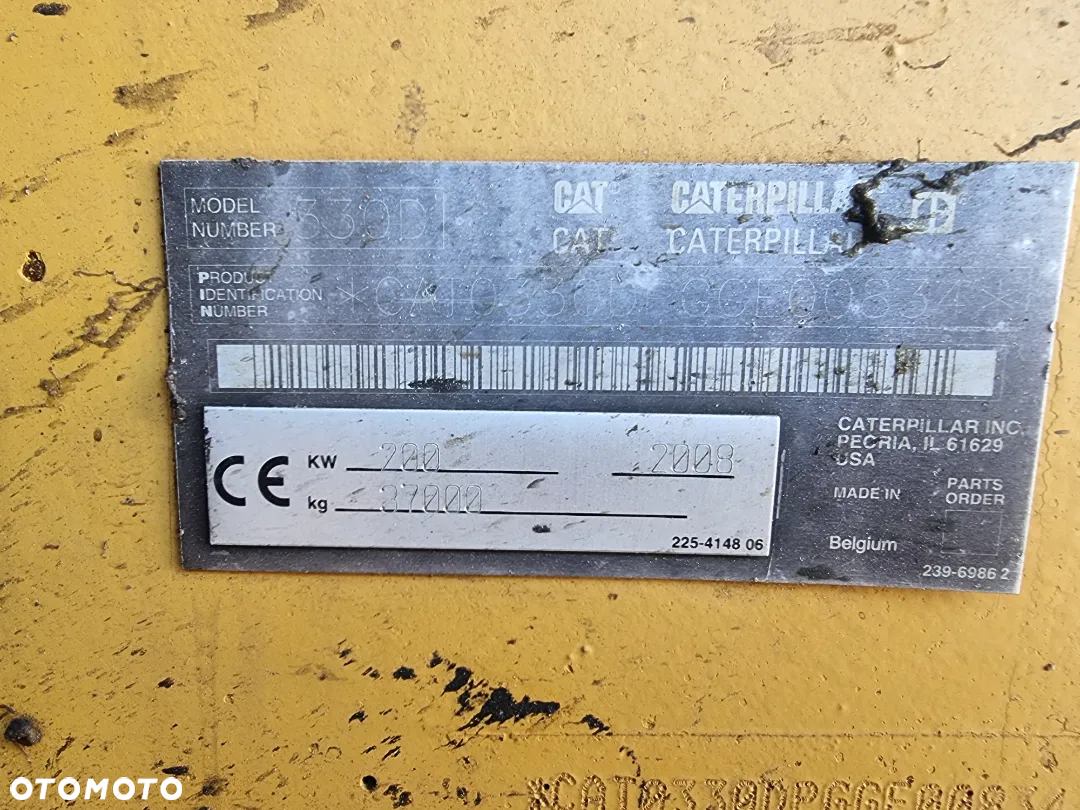 MODEL NUMBER 330D
CAT CATERPILLAR
CAT CATERPILLAR
PRODUCT
IDENTIFICATION
NUMBER
KW 200 2008
kg 37000
CE
225-4148 06
CATERPILLAR INC.
PEORIA, IL 61629
USA
MADE IN
Belgium
PARTS
ORDER
239-6986 2
OTOMOTO